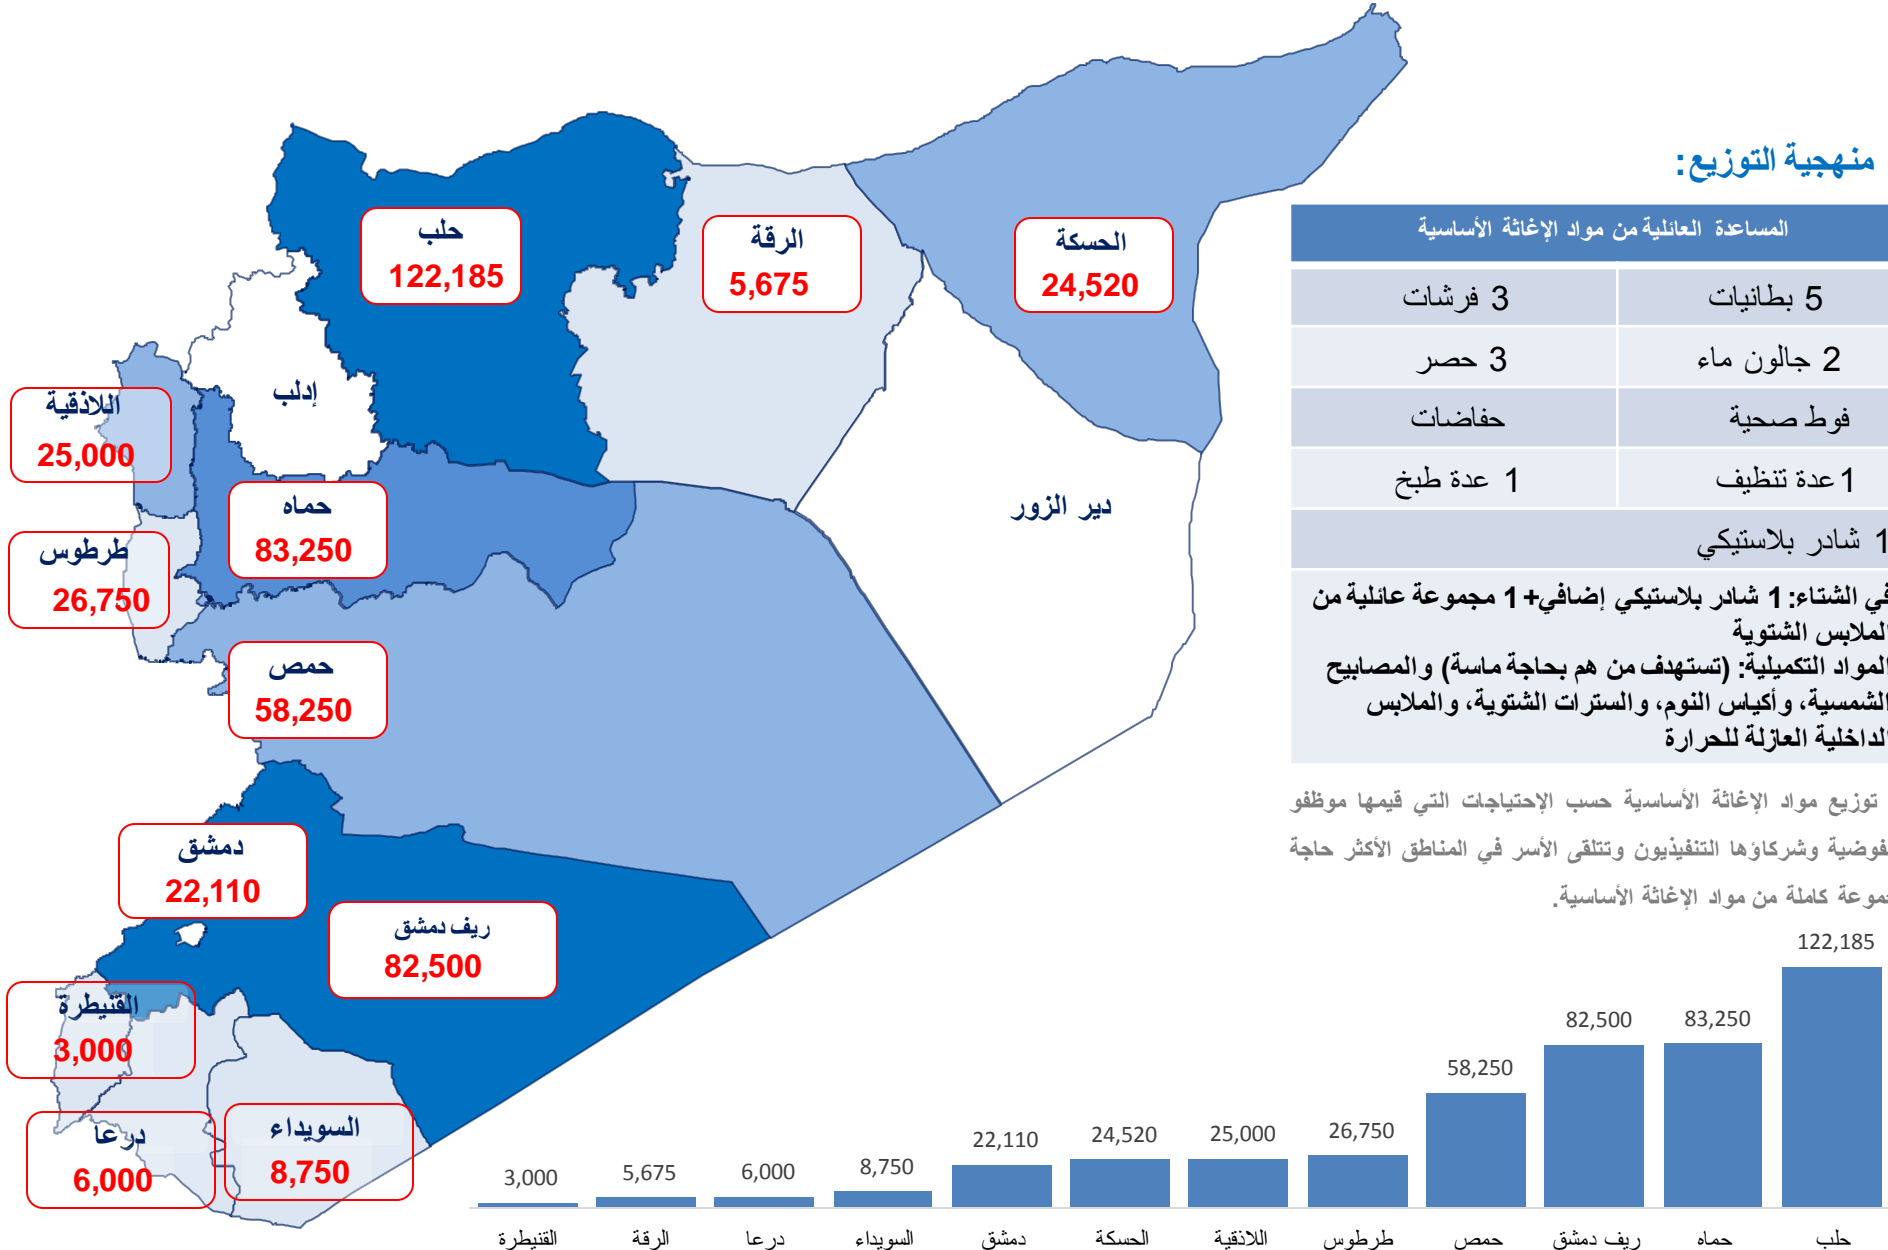 منهجية التوزيع:
المساعدة العائلية من مواد الإغاثة الأساسية
5 بطانيات
3 فرشات
2 جالون ماء
3 حصر
فوط صحية
حفاضات
1 عدة تنظيف
1 عدة طبخ
1 شادر بلاستيكي
في الشتاء: 1 شادر بلاستيكي إضافي+ 1 مجموعة عائلية من
الملابس الشتوية
المواد التكميلية: (تستهدف من هم بحاجة ماسة) والمصابيح
الشمسية، وأكياس النوم، والسترات الشتوية، والملابس
الداخلية العازلة للحرارة
توزيع مواد الإغاثة الأساسية حسب الإحتياجات التي قيمها موظفو
وشركاؤها التنفيذيون وتتلقى الأسر في المناطق الأكثر حاجة
كاملة من مواد الإغاثة الأساسية.
حلب
122,185
الرقة
5,675
الحسكة
24,520
إدلب
اللاذقية
25,000
حماه
83,250
دير الزور
طرطوس
26,750
حمص
58,250
دمشق
22,110
ريف دمشق
82,500
القنيطرة
3,000
درعا
6,000
السويداء
8,750
122,185
83,250
82,500
58,250
26,750
25,000
24,520
22,110
8,750
6,000
5,675
3,000
حلب
حماه
ريف دمشق
حمص
طرطوس
اللاذقية
الحسكة
دمشق
السويداء
درعا
الرقة
القنيطرة